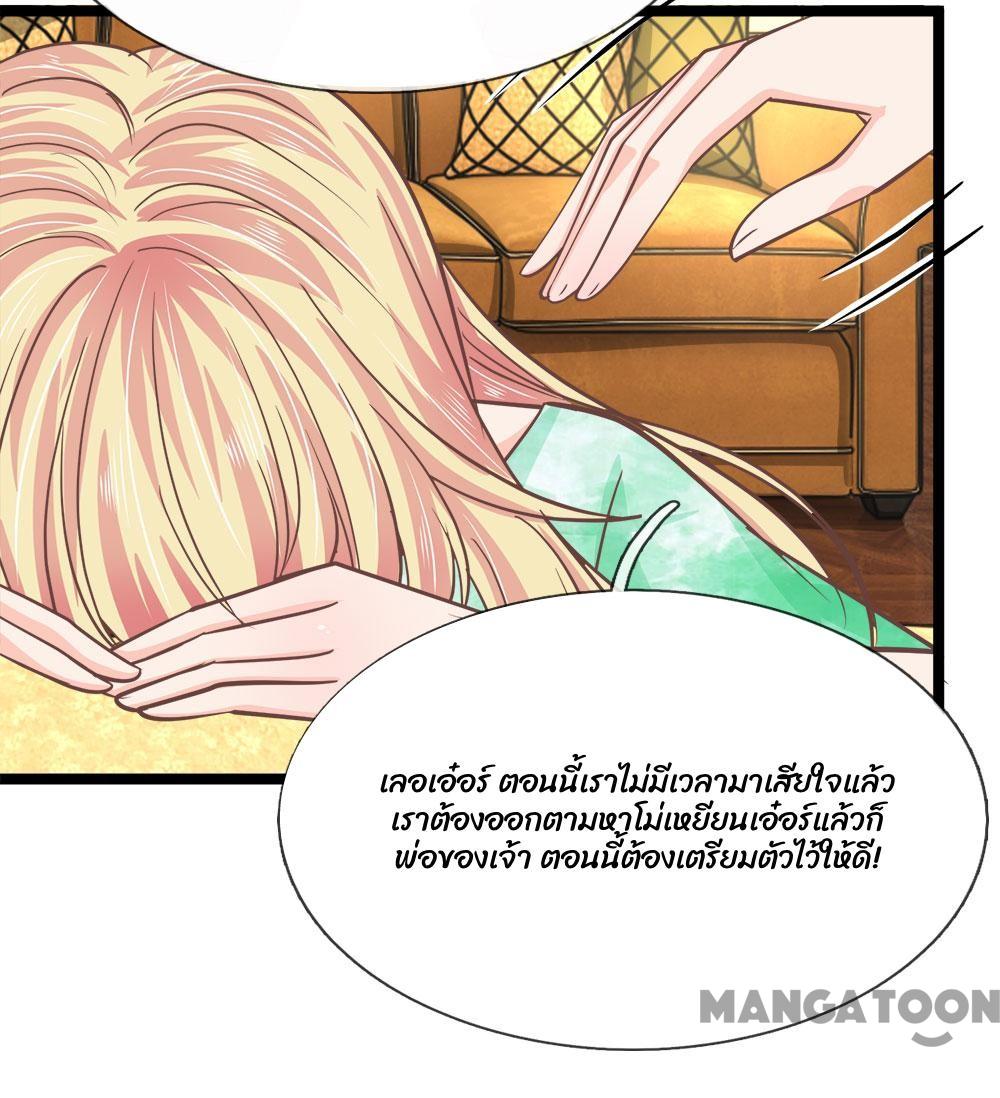 เลอเอ๋อร์ ตอนนี้เราไม่มีเวลามาเสียใจแล้ว
เราต้องออกตามหาโม่เหยียนเอ๋อร์แล้วก็
พ่อของเจ้า ตอนนี้ต้องเตรียมตัวไว้ให้ดี!
MANGATOON